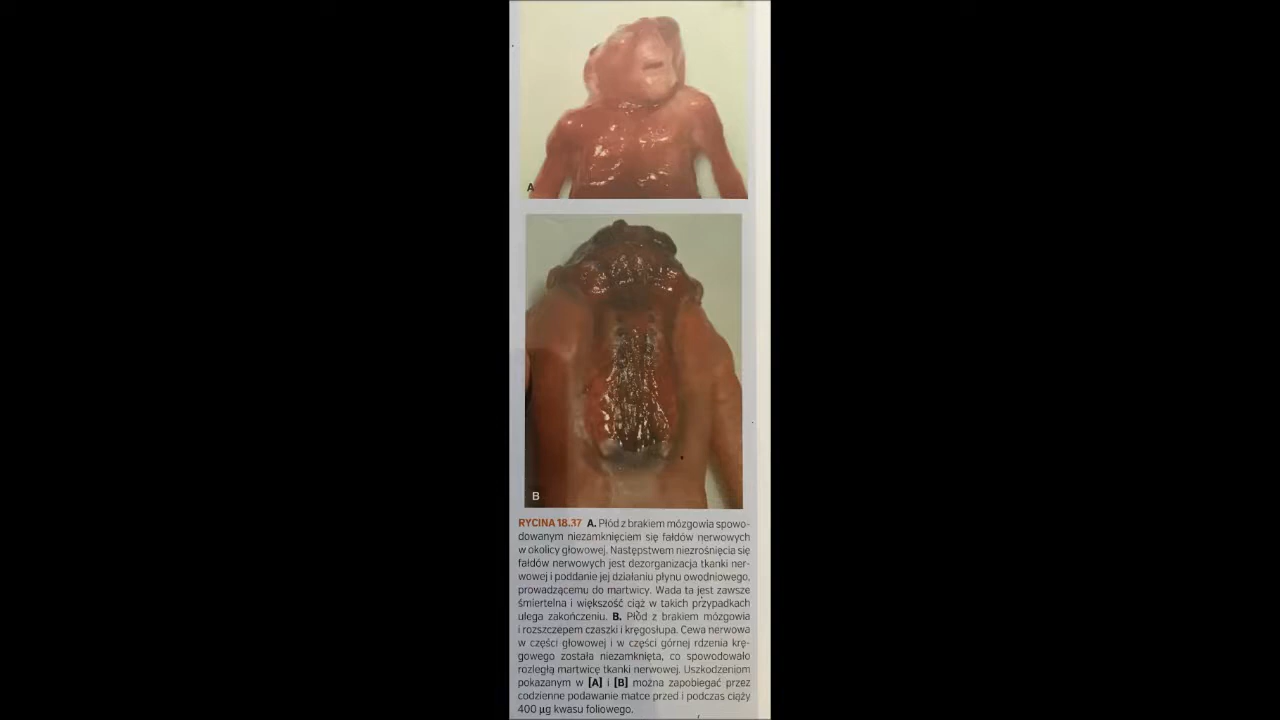 A
B
RYCINA 18.37 A. Płód z brakiem mózgowia spowo-
dowanym niezamknięciem się fałdów nerwowych
w okolicy głowowej. Następstwem niezrośnięcia się
fałdów nerwowych jest dezorganizacja tkanki ner-
wowej i poddanie jej działaniu płynu owodniowego,
prowadzącemu do martwicy. Wada ta jest zawsze
śmiertelna i większość ciąż w takich przypadkach
ulega zakończeniu. B. Płód z brakiem mózgowia
i rozszczepem czaszki i kręgosłupa. Cewa nerwowa
w części głowowej i w części górnej rdzenia krę-
gowego została niezamknięta, co spowodowało
rozległą martwicę tkanki nerwowej. Uszkodzeniom
pokazanym w [A] i [B] można zapobiegać przez
codzienne podawanie matce przed i podczas ciąży
400 µg kwasu foliowego.